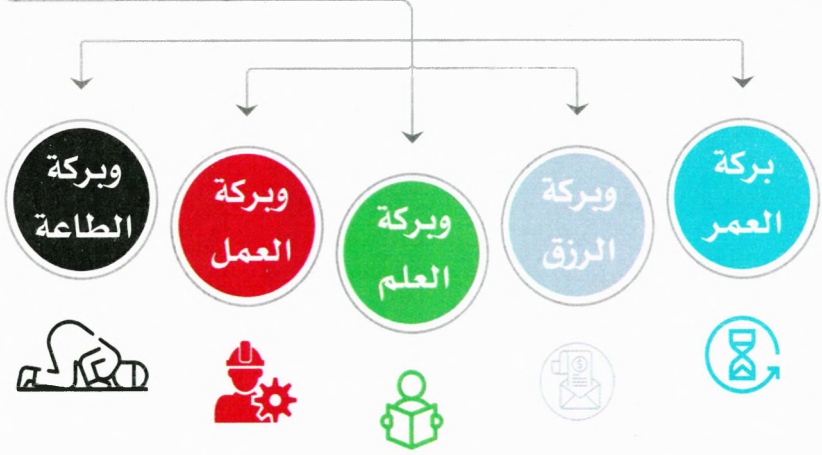 بركة
العمر
وبركة
الرزق
وبركة
العلم
وبركة
العمل
وبركة
الطاعة